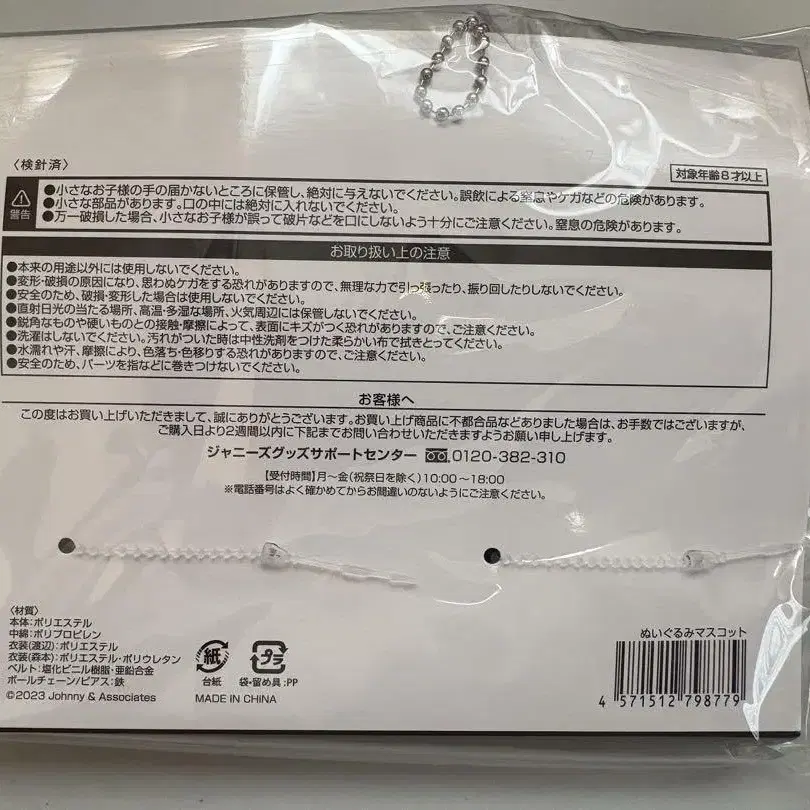 〈検針済〉
対象年齢8才以上
警告
●小さなお子様の手の届かないところに保管し、絶対に与えないでください。誤飲による窒息やケガなどの危険があります。
●小さな部品があります。口の中には絶対に入れないでください。
●万一破損した場合、小さなお子様が誤って破片などを口にしないよう十分にご注意ください。窒息の危険があります。
お取り扱い上の注意
●本来の用途以外には使用しないでください。
●変形・破損の原因になり、思わぬケガをする恐れがありますので、無理な力で引っ張ったり、振り回したりしないでください。
●安全のため、破損・変形した場合は使用しないでください。
●直射日光の当たる場所、高温・多湿な場所、火気周辺には保管しないでください。
●鋭角なものや硬いものとの接触・摩擦によって、表面にキズがつく恐れがありますので、ご注意ください。
●洗濯はしないでください。汚れがついた時は中性洗剤をつけた柔らかい布で拭きとってください。
●水濡れや汗、摩擦により、色落ち・色移りする恐れがありますので、ご注意ください。
●安全のため、パーツを指などに巻きつけないでください。
お客様へ
この度はお買い上げいただきまして、誠にありがとうございます。お買い上げ商品に不都合品などありました場合は、お手数ではございますが、
ご購入日より2週間以内に下記までお問い合わせいただきますようお願い申し上げます。
ジャニーズグッズサポートセンター 0120-382-310
【受付時間】月〜金(祝祭日を除く)10:00〜18:00
※電話番号はよく確かめてからお間違いのないようにご注意ください。
〈材質〉
本体:ポリエステル
中綿:ポリプロピレン
衣装(渡辺):ポリエステル
衣装(森本):ポリエステル・ポリウレタン
ベルト:塩化ビニル樹脂・亜鉛合金
ボールチェーン/ピアス:鉄
©2023 Johnny & Associates
紙
台紙
プラ
袋・留め具:PP
MADE IN CHINA
ぬいぐるみマスコット
4 571512 798779